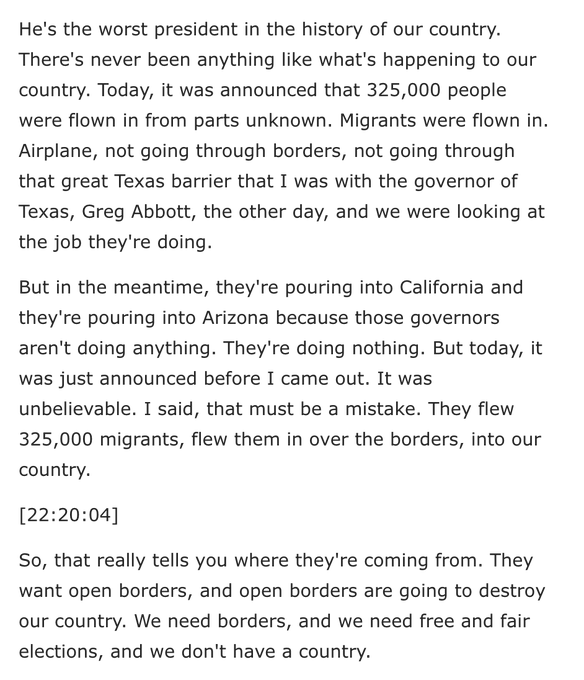 He's the worst president in the history of our country.
There's never been anything like what's happening to our
country. Today, it was announced that 325,000 people
were flown in from parts unknown. Migrants were flown in.
Airplane, not going through borders, not going through
that great Texas barrier that I was with the governor of
Texas, Greg Abbott, the other day, and we were looking at
the job they're doing.
But in the meantime, they're pouring into California and
they're pouring into Arizona because those governors
aren't doing anything. They're doing nothing. But today, it
was just announced before I came out. It was
unbelievable. I said, that must be a mistake. They flew
325,000 migrants, flew them in over the borders, into our
country.
[22:20:04]
So, that really tells you where they're coming from. They
want open borders, and open borders are going to destroy
our country. We need borders, and we need free and fair
elections, and we don't have a country.